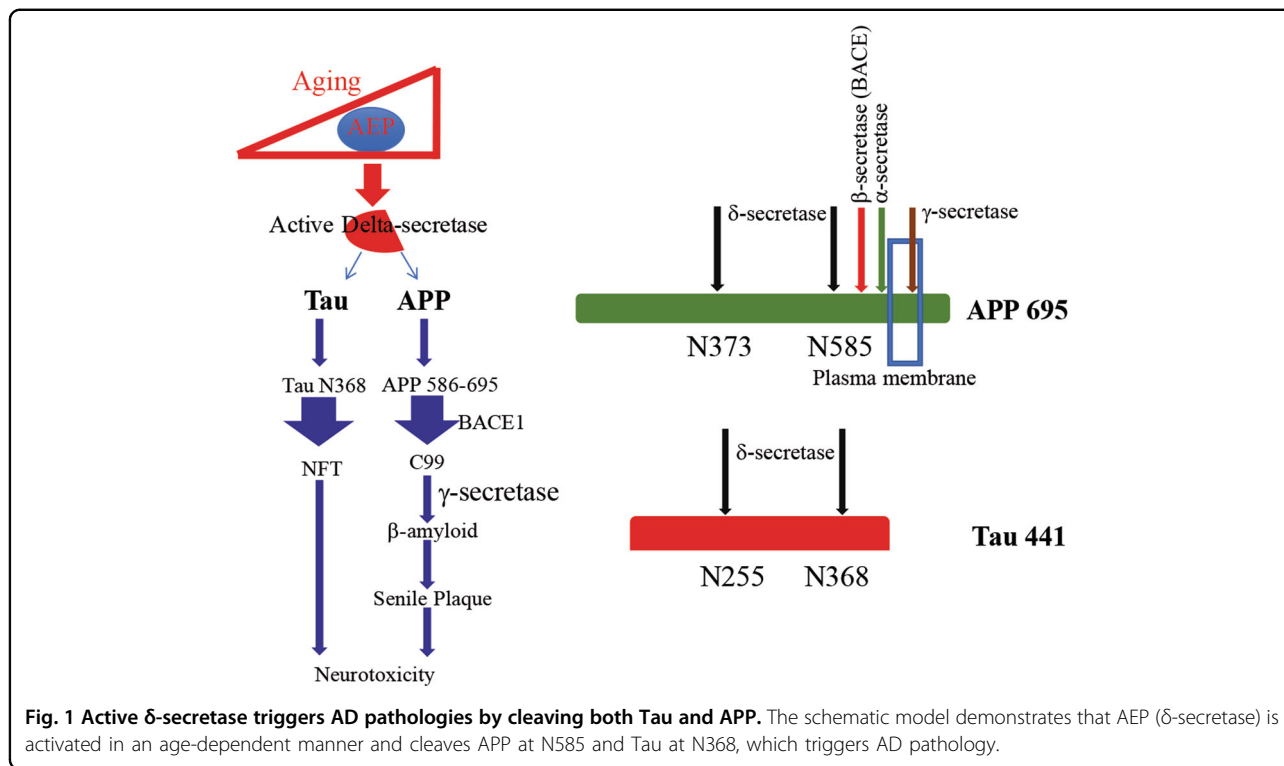 Aging
AEP
Active Delta-secretase
Tau
APP
Tau N368
APP 586-695
BACE1
NFT
C99
γ-secretase
β-amyloid
Senile Plaque
Neurotoxicity
β-secretase (BACE)
α-secretase
δ-secretase
γ-secretase
APP 695
N373
N585
Plasma membrane
δ-secretase
Tau 441
N255
N368
Fig. 1 Active δ-secretase triggers AD pathologies by cleaving both Tau and APP. The schematic model demonstrates that AEP (δ-secretase) is
activated in an age-dependent manner and cleaves APP at N585 and Tau at N368, which triggers AD pathology.